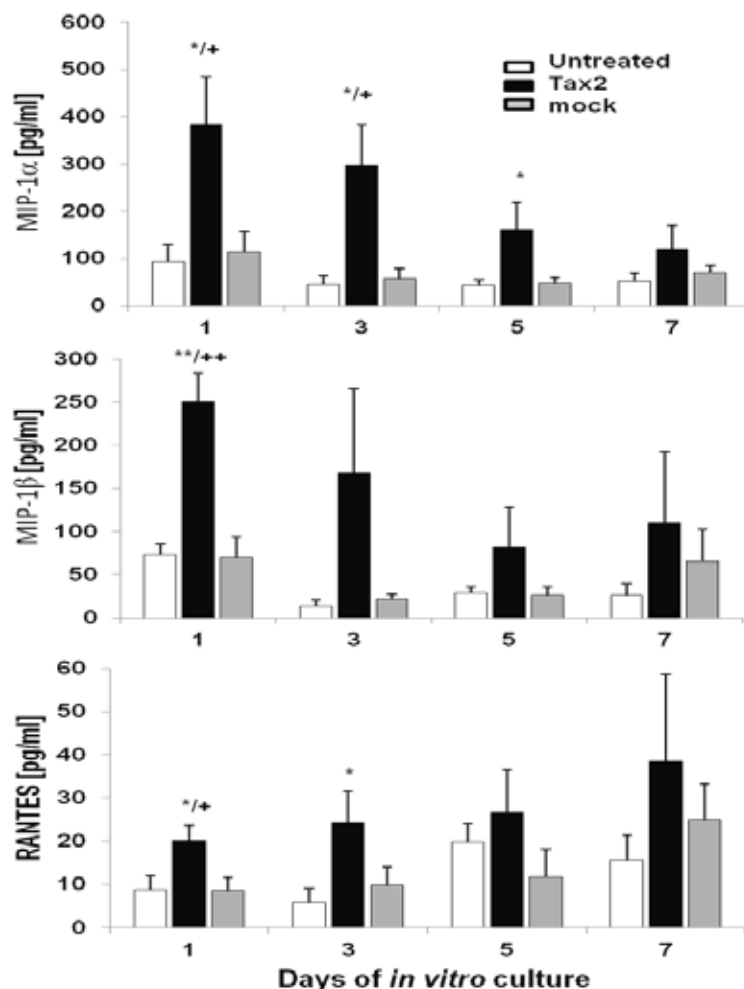 600
500
400
300
200
100
0
MIP-1α [pg/ml]
*/+
*/+
*
Untreated
Tax2
mock
1 3 5 7
300
250
200
150
100
50
0
MIP-1β [pg/ml]
**/++
1 3 5 7
60
50
40
30
20
10
0
RANTES [pg/ml]
*/+
*
1 3 5 7
Days of in vitro culture